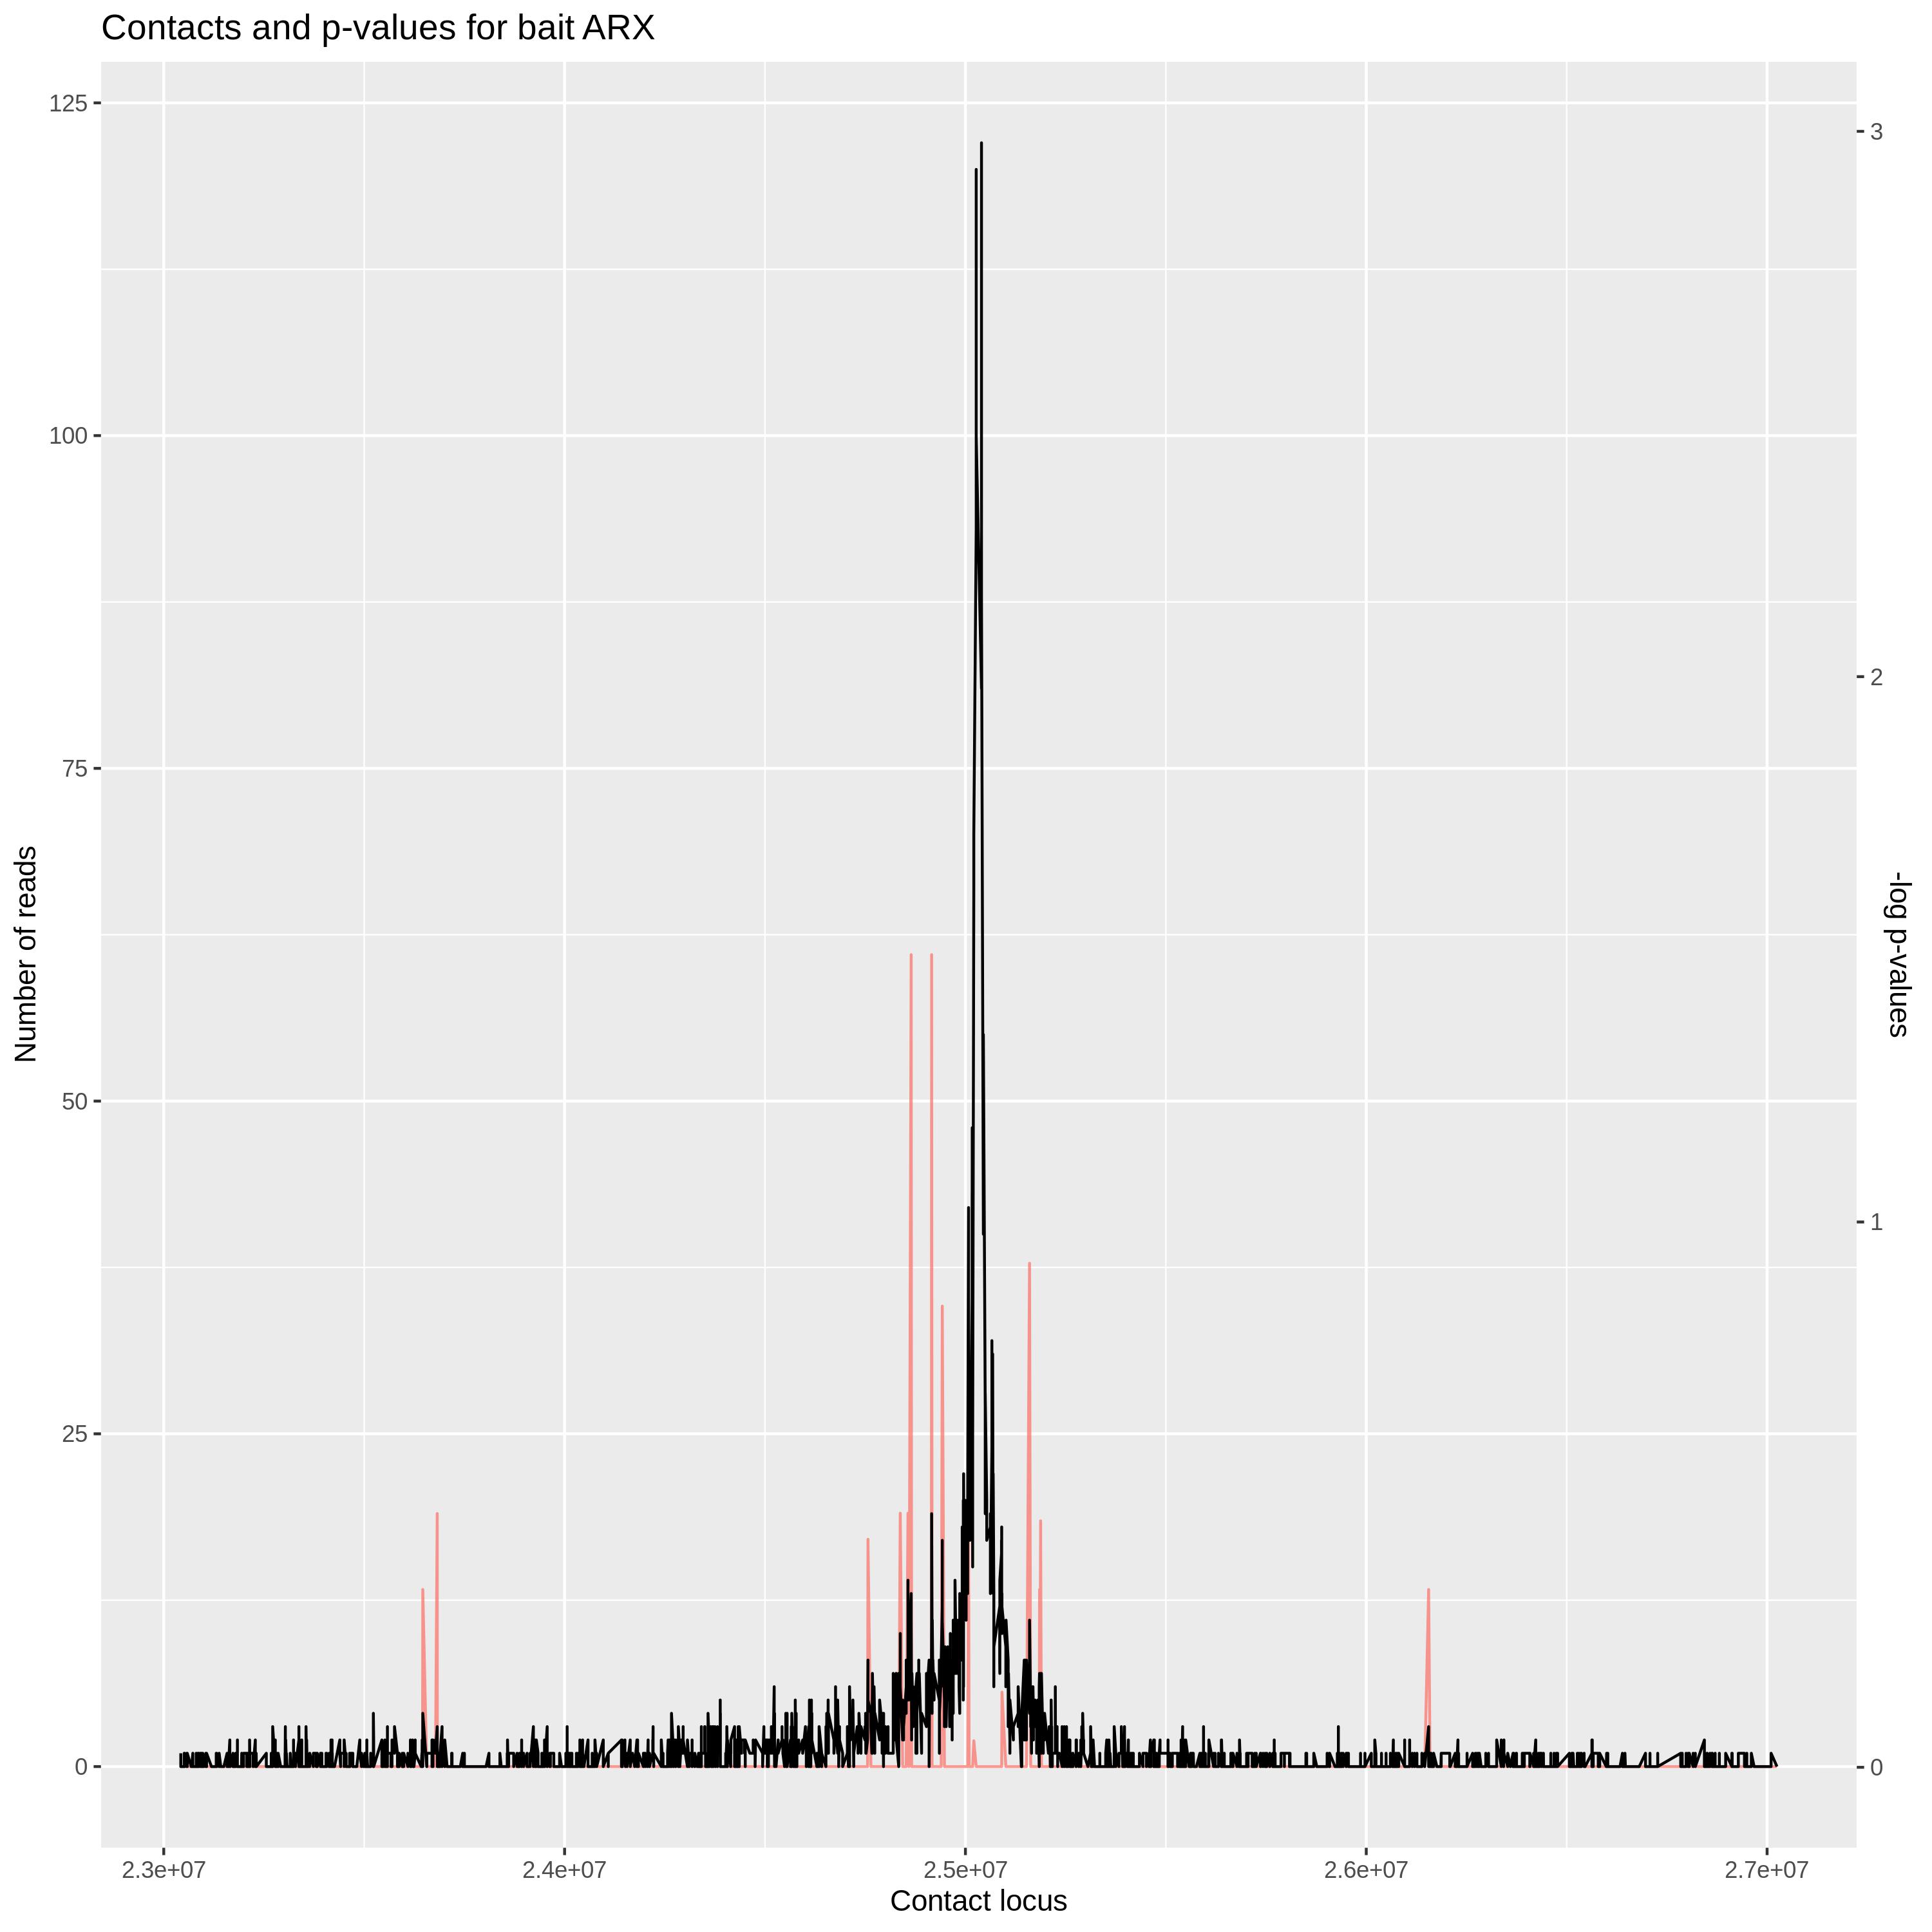 Contacts and p-values for bait ARX
125
100
75
50
25
0
Number of reads
3
2
1
0
-log p-values
2.3e+07
2.4e+07
2.5e+07
2.6e+07
2.7e+07
Contact locus